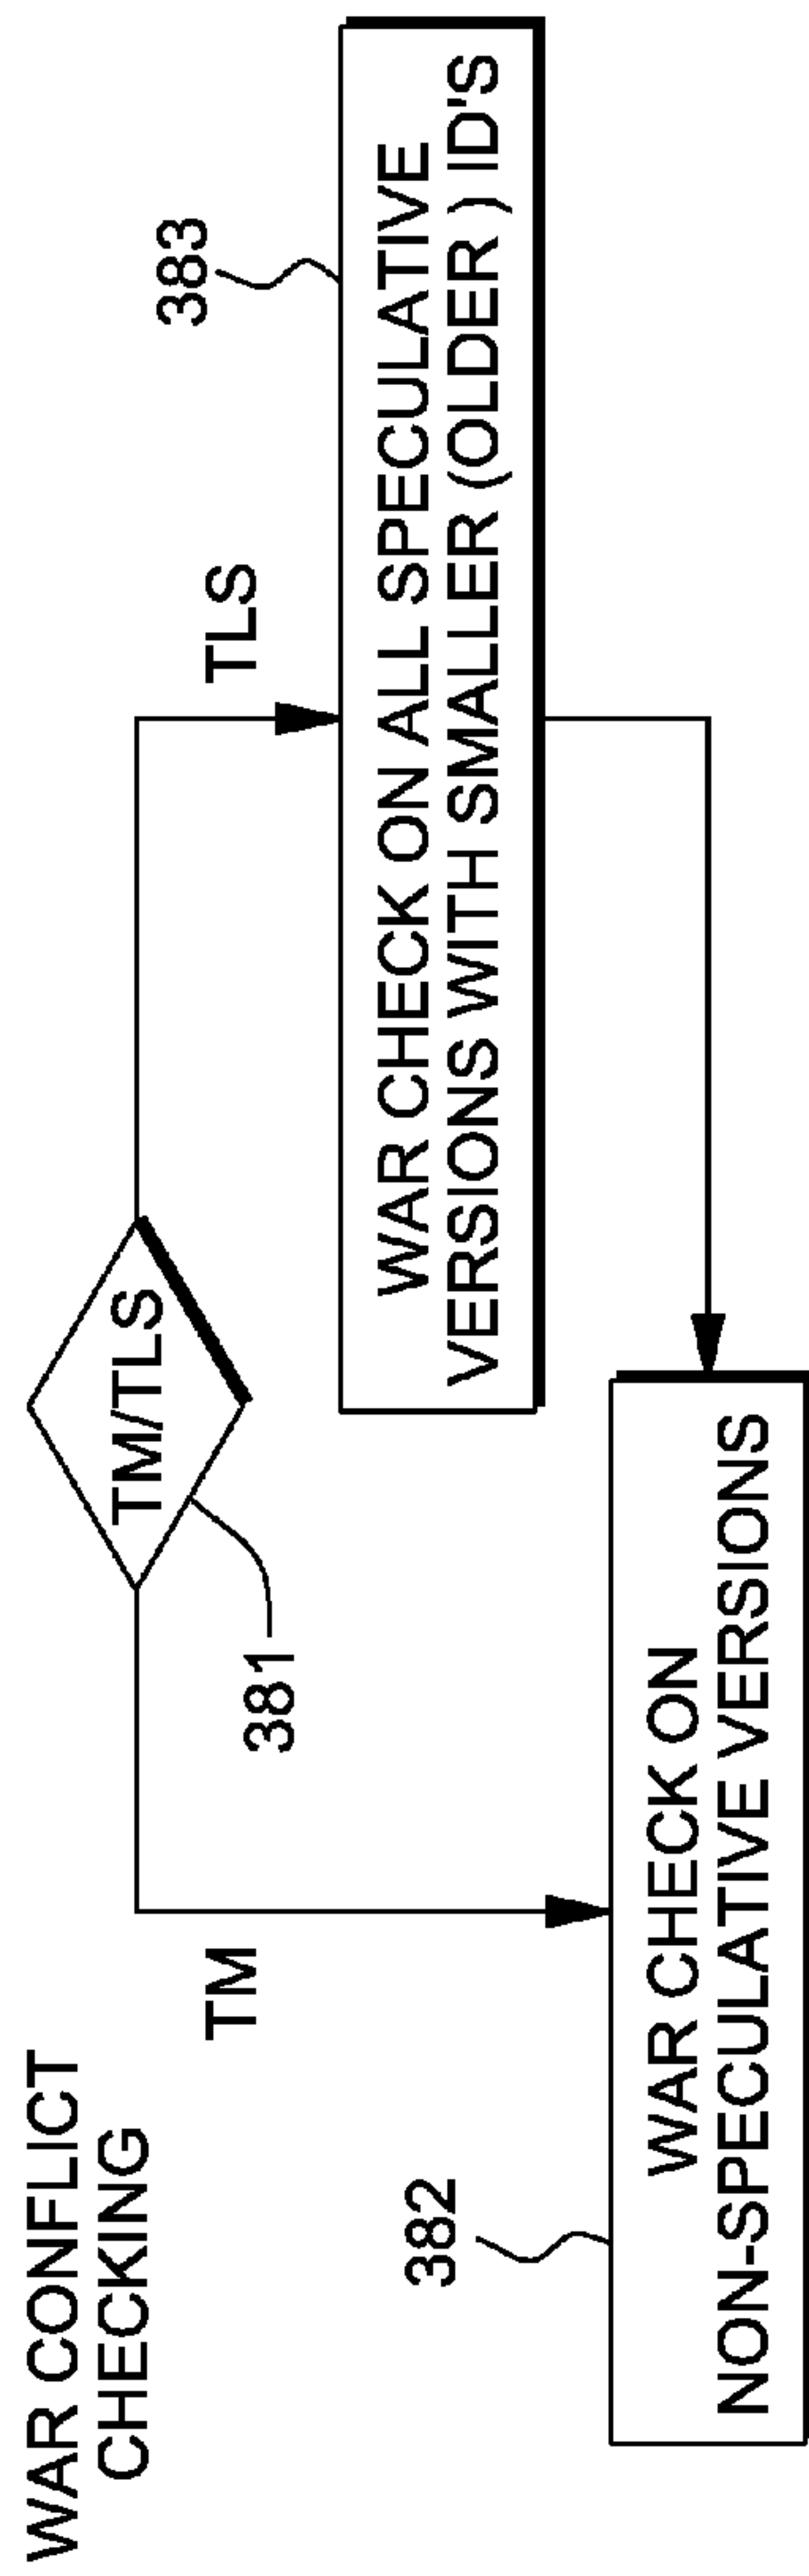 WAR CONFLICT
CHECKING
TM/TLS
381
TM
TLS
383
WAR CHECK ON ALL SPECULATIVE
VERSIONS WITH SMALLER (OLDER ) ID'S
382
WAR CHECK ON
NON-SPECULATIVE VERSIONS